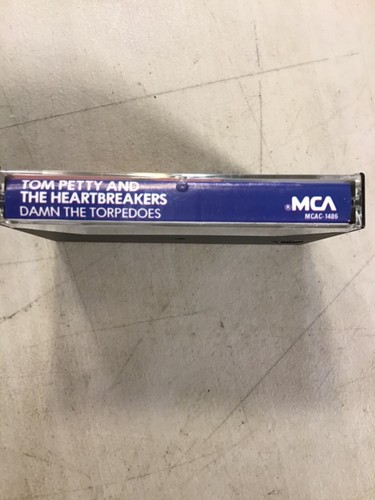 TOM PETTY AND
THE HEARTBREAKERS
DAMN THE TORPEDOES
®MCA
MCAC-1486